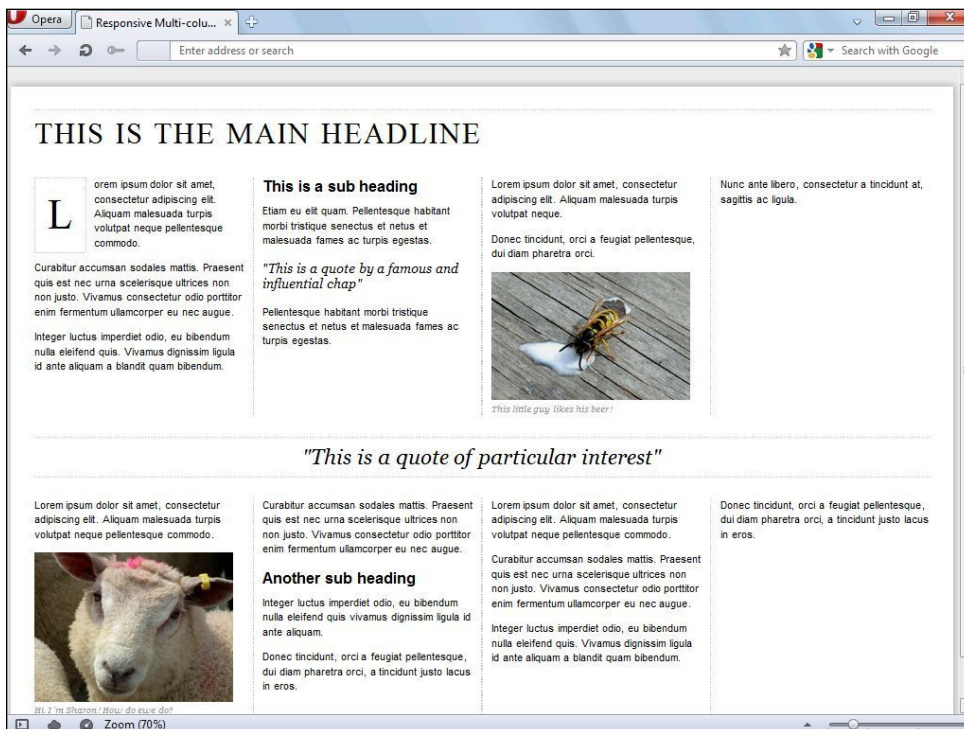 Opera
Responsive Multi-colu...
Enter address or search
Search with Google
THIS IS THE MAIN HEADLINE
L
orem ipsum dolor sit amet,
consectetur adipiscing elit.
Aliquam malesuada turpis
volutpat neque pellentesque
commodo.
Curabitur accumsan sodales mattis. Praesent
quis est nec urna scelerisque ultrices non
non justo. Vivamus consectetur odio porttitor
enim fermentum ullamcorper eu nec augue.
Integer luctus imperdiet odio, eu bibendum
nulla eleifend quis. Vivamus dignissim ligula
id ante aliquam a blandit quam bibendum.
This is a sub heading
Etiam eu elit quam. Pellentesque habitant
morbi tristique senectus et netus et
malesuada fames ac turpis egestas.
"This is a quote by a famous and
influential chap"
Pellentesque habitant morbi tristique
senectus et netus et malesuada fames ac
turpis egestas.
Lorem ipsum dolor sit amet, consectetur
adipiscing elit. Aliquam malesuada turpis
volutpat neque.
Donec tincidunt, orci a feugiat pellentesque,
dui diam pharetra orci.
This little guy likes his beer!
Nunc ante libero, consectetur a tincidunt at,
sagittis ac ligula.
"This is a quote of particular interest"
Lorem ipsum dolor sit amet, consectetur
adipiscing elit. Aliquam malesuada turpis
volutpat neque pellentesque commodo.
Hi, I'm Sharon! How do ewe do?
Curabitur accumsan sodales mattis. Praesent
quis est nec urna scelerisque ultrices non
non justo. Vivamus consectetur odio porttitor
enim fermentum ullamcorper eu nec augue.
Another sub heading
Integer luctus imperdiet odio, eu bibendum
nulla eleifend quis vivamus dignissim ligula id
ante aliquam.
Donec tincidunt, orci a feugiat pellentesque,
dui diam pharetra orci, a tincidunt justo lacus
in eros.
Lorem ipsum dolor sit amet, consectetur
adipiscing elit. Aliquam malesuada turpis
volutpat neque pellentesque commodo.
Curabitur accumsan sodales mattis. Praesent
quis est nec urna scelerisque ultrices non
non justo. Vivamus consectetur odio porttitor
enim fermentum ullamcorper eu nec augue.
Integer luctus imperdiet odio, eu bibendum
nulla eleifend quis. Vivamus dignissim ligula
id ante aliquam a blandit quam bibendum.
Donec tincidunt, orci a feugiat pellentesque,
dui diam pharetra orci, a tincidunt justo lacus
in eros.
Zoom (70%)